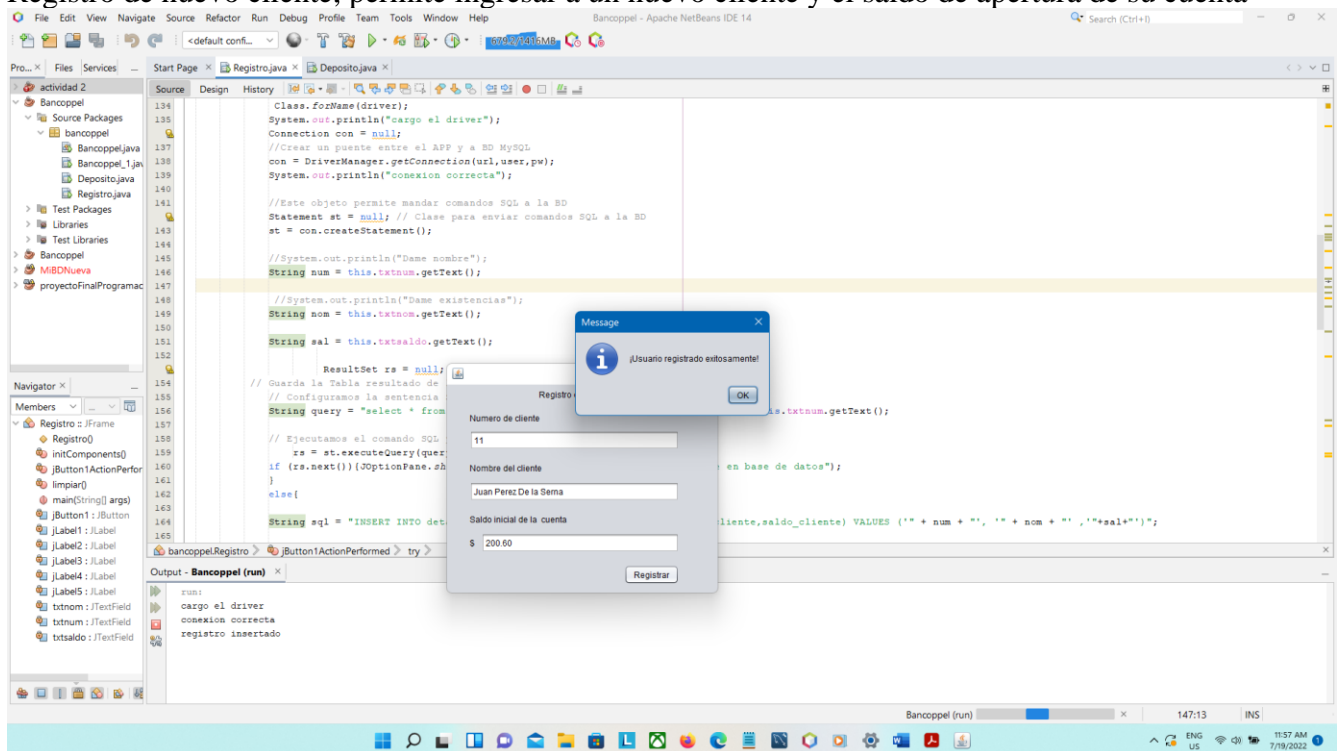 Registro de nuevo cliente, permite ingresar a un nuevo cliente y el saldo de apertura de su cuenta
File Edit View Navigate Source Refactor Run Debug Profile Team Tools Window Help
Bancoppel - Apache NetBeans IDE 14
Search (Ctrl+I)
<default confi...
Pro... × Files Services
Start Page × Registro.java × Deposito.java ×
Source Design History
actividad 2
Bancoppel
Source Packages
bancoppel
Bancoppel.java
Bancoppel_1.jav
Deposito.java
Registro.java
Test Packages
Libraries
Test Libraries
Bancoppel
MiBDNueva
proyectoFinalProgramac
134 Class.forName(driver);
135 System.out.println("cargo el driver");
Connection con = null;
137 //Crear un puente entre el APP y a BD MySQL
138 con = DriverManager.getConnection(url,user,pw);
139 System.out.println("conexion correcta");
140
141 //Este objeto permite mandar comandos SQL a la BD
Statement st = null; // Clase para enviar comandos SQL a la BD
143 st = con.createStatement();
144
145 //System.out.println("Dame nombre");
146 String num = this.txtnum.getText();
147
148 //System.out.println("Dame existencias");
149 String nom = this.txtnom.getText();
150
151 String sal = this.txtsaldo.getText();
152
ResultSet rs = null;
154 // Guarda la Tabla resultado de
155 // Configuramos la sentencia
156 String query = "select * from
is.txtnum.getText();
157
158 // Ejecutamos el comando SQL
159 rs = st.executeQuery(quer
160 if (rs.next()){JOptionPane.sh
e en base de datos");
161 }
162 else{
163
164 String sql = "INSERT INTO det
liente,saldo_cliente) VALUES ('" + num + "', '" + nom + "' ,'"+sal+"')";
165
bancoppel.Registro jButton1ActionPerformed try
Message
¡Usuario registrado exitosamente!
OK
Registro
Numero de cliente
11
Nombre del cliente
Juan Perez De la Serna
Saldo inicial de la cuenta
$ 200.60
Registrar
Navigator ×
Members
Registro :: JFrame
Registro()
initComponents()
jButton1ActionPerfor
limpiar()
main(String[] args)
jButton1 : JButton
jLabel1 : JLabel
jLabel2 : JLabel
jLabel3 : JLabel
jLabel4 : JLabel
jLabel5 : JLabel
txtnom : JTextField
txtnum : JTextField
txtsaldo : JTextField
Output - Bancoppel (run) ×
run:
cargo el driver
conexion correcta
registro insertado
Bancoppel (run)
147:13 INS
ENG
US
11:57 AM
7/19/2022